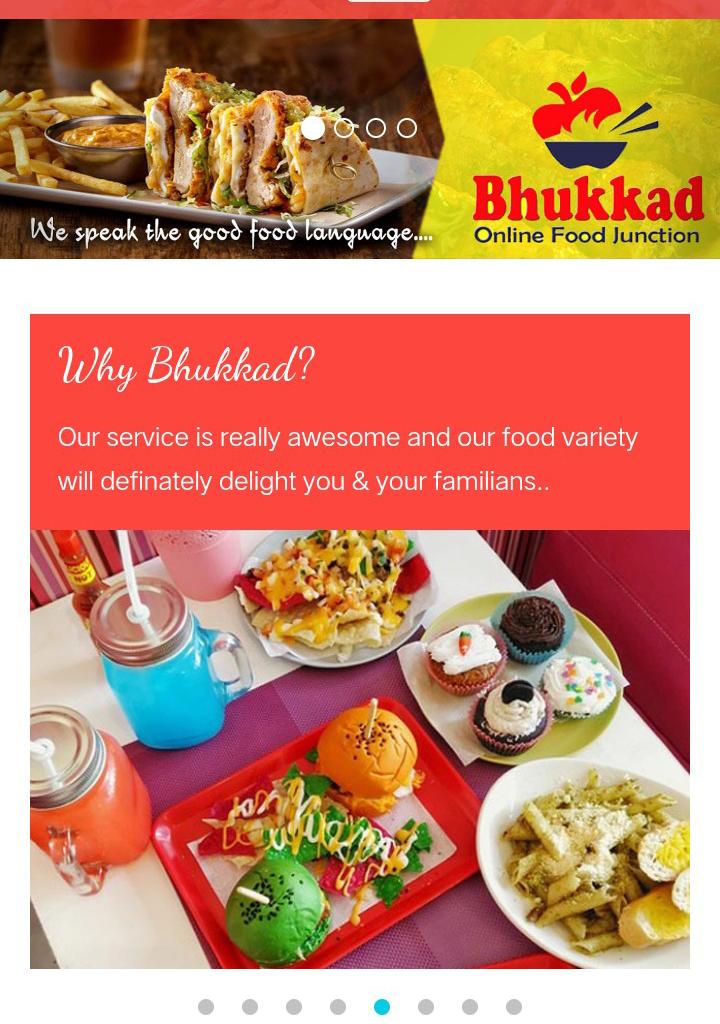 We speak the good food language....
Bhukkad
Online Food Junction
Why Bhukkad?
Our service is really awesome and our food variety
will definately delight you & your familians..
HOT